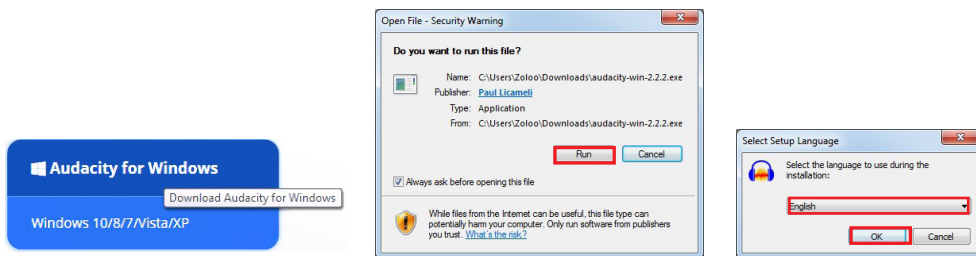 Audacity for Windows
Download Audacity for Windows
Windows 10/8/7/Vista/XP
Open File - Security Warning
Do you want to run this file?
Name: C:\Users\Zoloo\Downloads\audacity-win-2.2.2.exe
Publisher: Paul Licameli
Type: Application
From: C:\Users\Zoloo\Downloads\audacity-win-2.2.2.exe
Run Cancel
Always ask before opening this file
While files from the Internet can be useful, this file type can
potentially harm your computer. Only run software from publishers
you trust. What's the risk?
Select Setup Language
Select the language to use during the
installation:
English
OK Cancel